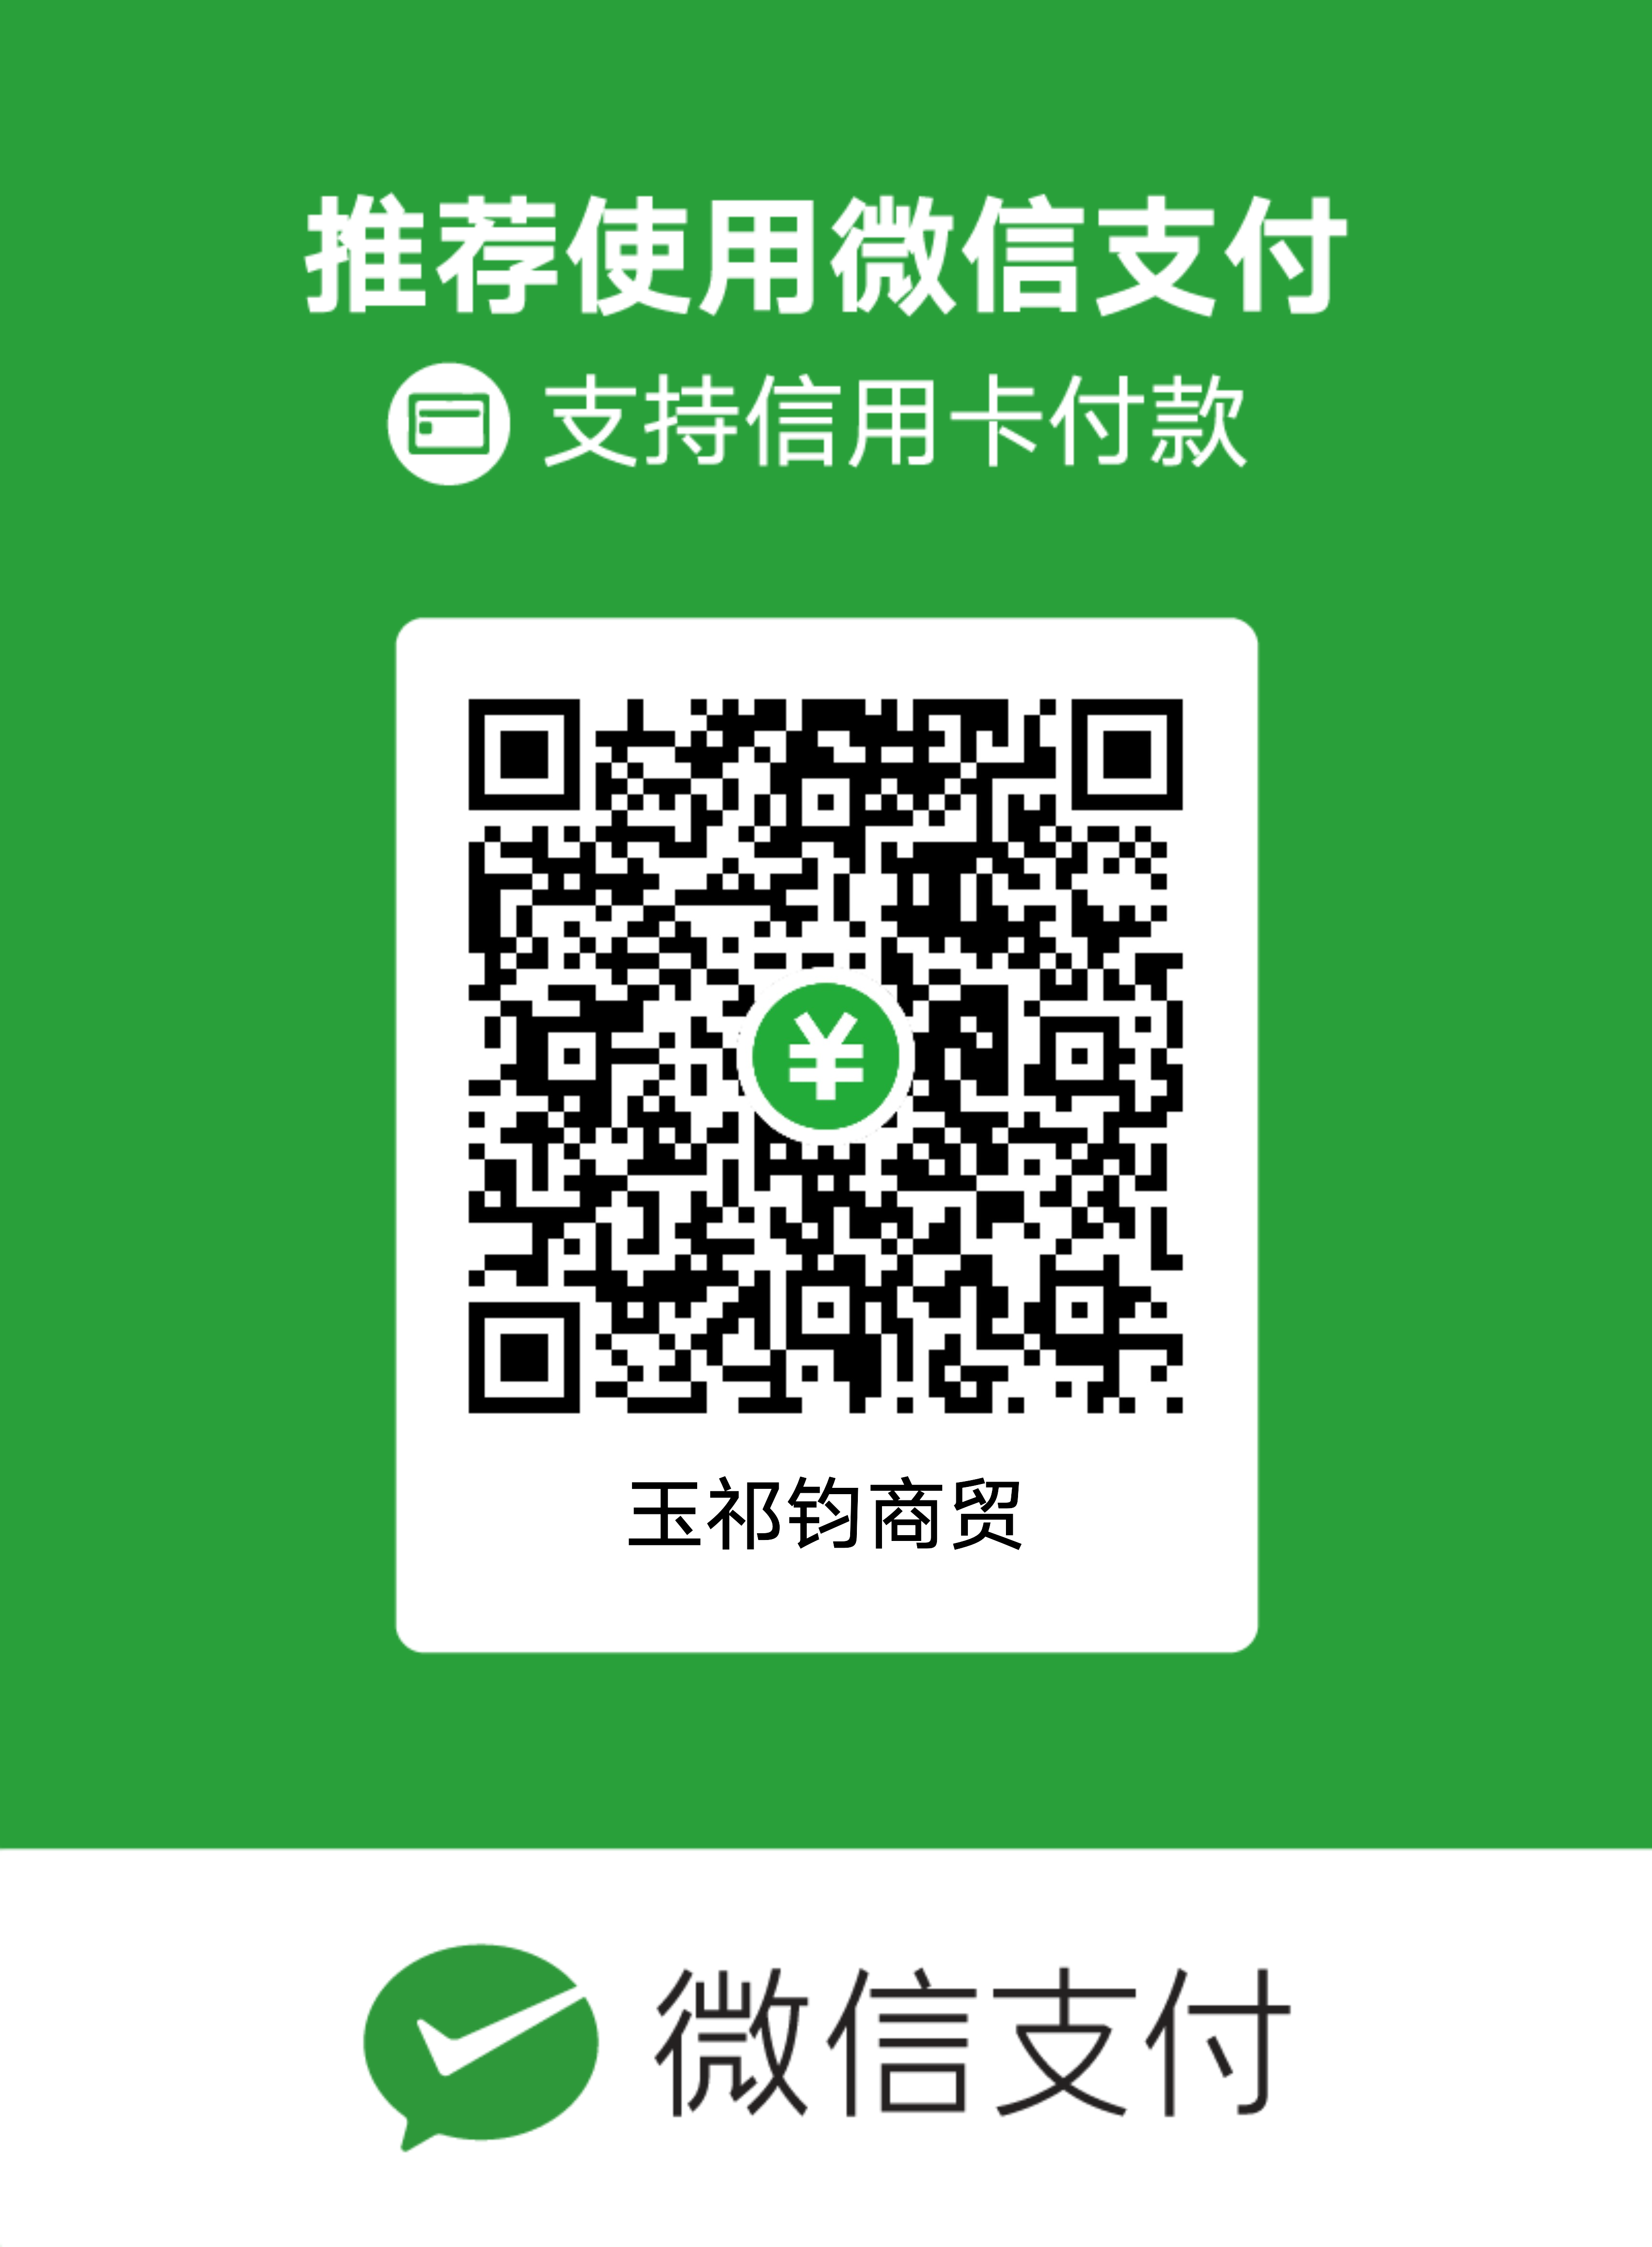 推荐使用微信支付
支持信用卡付款
¥
玉祁钧商贸
微信支付